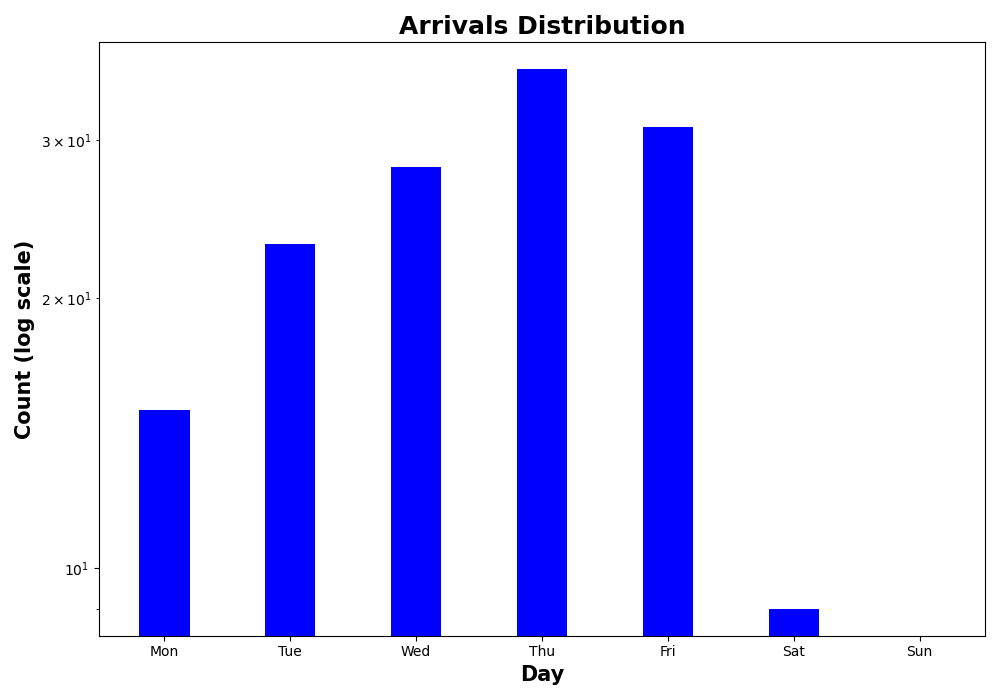 Arrivals Distribution
Count (log scale)
3 × 10¹
2 × 10¹
10¹
Mon Tue Wed Thu Fri Sat Sun
Day